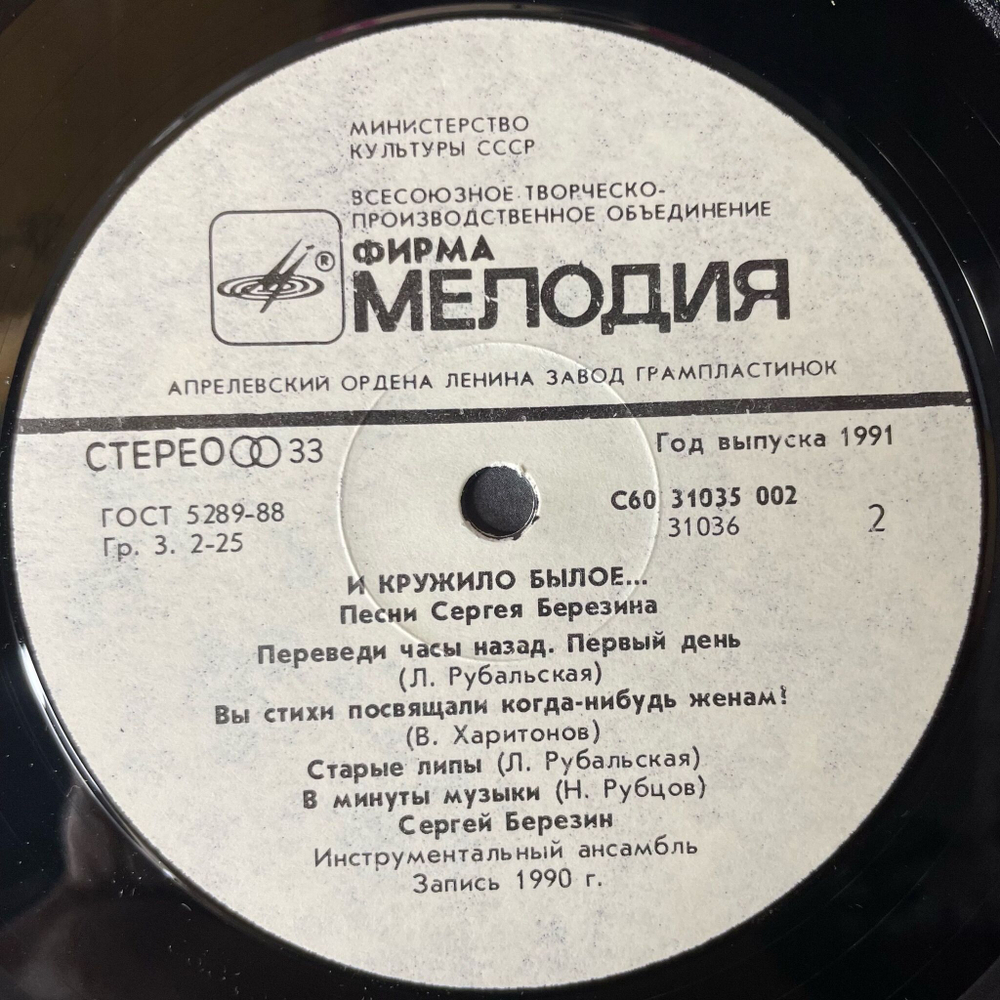 МИНИСТЕРСТВО
КУЛЬТУРЫ СССР
ВСЕСОЮЗНОЕ ТВОРЧЕСКО-
ПРОИЗВОДСТВЕННОЕ ОБЪЕДИНЕНИЕ
ФИРМА
®
МЕЛОДИЯ
АПРЕЛЕВСКИЙ ОРДЕНА ЛЕНИНА ЗАВОД ГРАМПЛАСТИНОК
СТЕРЕО 33
Год выпуска 1991
ГОСТ 5289-88
Гр. 3. 2-25
С60 31035 002
31036
2
И КРУЖИЛО БЫЛОЕ...
Песни Сергея Березина
Переведи часы назад. Первый день
(Л. Рубальская)
Вы стихи посвящали когда-нибудь женам?
(В. Харитонов)
Старые липы (Л. Рубальская)
В минуты музыки (Н. Рубцов)
Сергей Березин
Инструментальный ансамбль
Запись 1990 г.